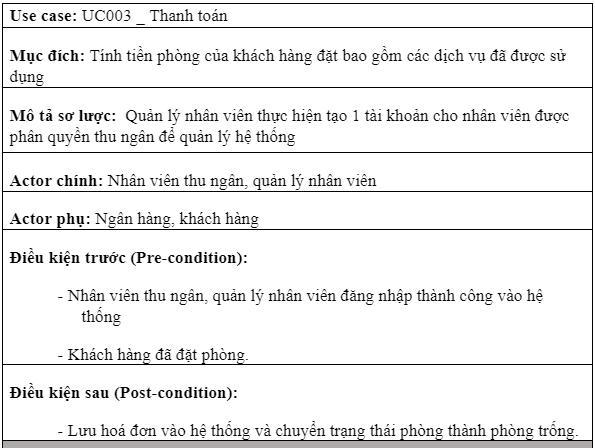 Use case: UC003 _ Thanh toán
Mục đích: Tính tiền phòng của khách hàng đặt bao gồm các dịch vụ đã được sử
dụng
Mô tả sơ lược:  Quản lý nhân viên thực hiện tạo 1 tài khoản cho nhân viên được
phân quyền thu ngân để quản lý hệ thống
Actor chính: Nhân viên thu ngân, quản lý nhân viên
Actor phụ: Ngân hàng, khách hàng
Điều kiện trước (Pre-condition):
- Nhân viên thu ngân, quản lý nhân viên đăng nhập thành công vào hệ
thống
- Khách hàng đã đặt phòng.
Điều kiện sau (Post-condition):
- Lưu hoá đơn vào hệ thống và chuyển trạng thái phòng thành phòng trống.